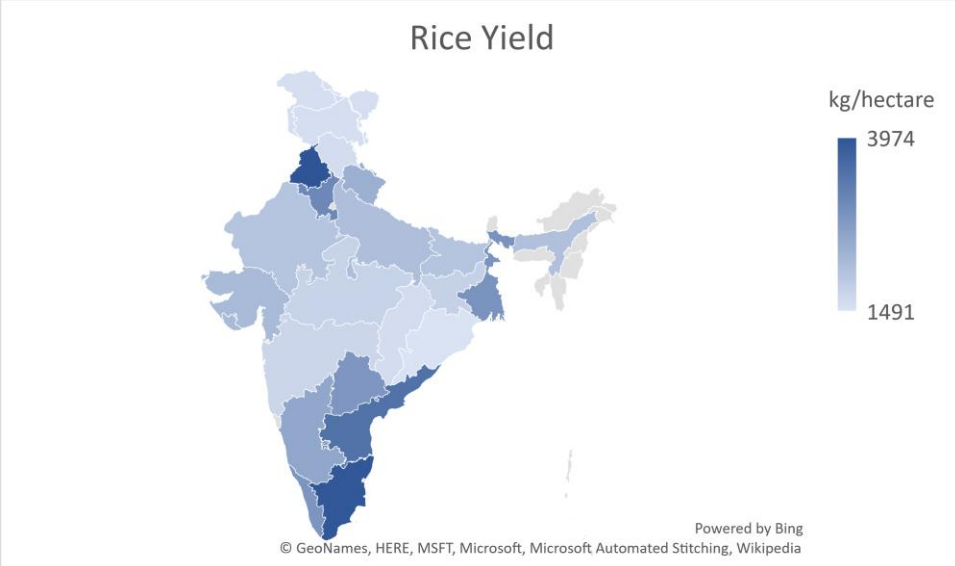 Rice Yield
kg/hectare
3974
1491
Powered by Bing
© GeoNames, HERE, MSFT, Microsoft, Microsoft Automated Stitching, Wikipedia